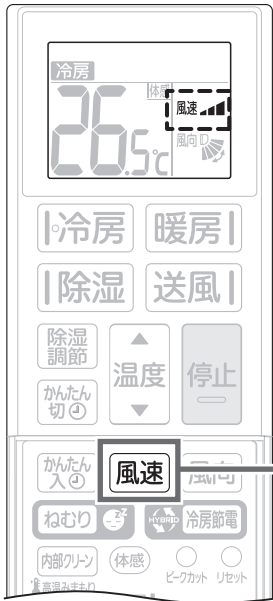 冷房
体感
風速
26.5℃
風向
冷房 暖房
除湿 送風
除湿
調節
温度
停止
かんたん
切
かんたん
入
風速
風向
ねむり
HYBRID
冷房節電
内部クリーン
体感
ピークカット
リセット
高温みまもり